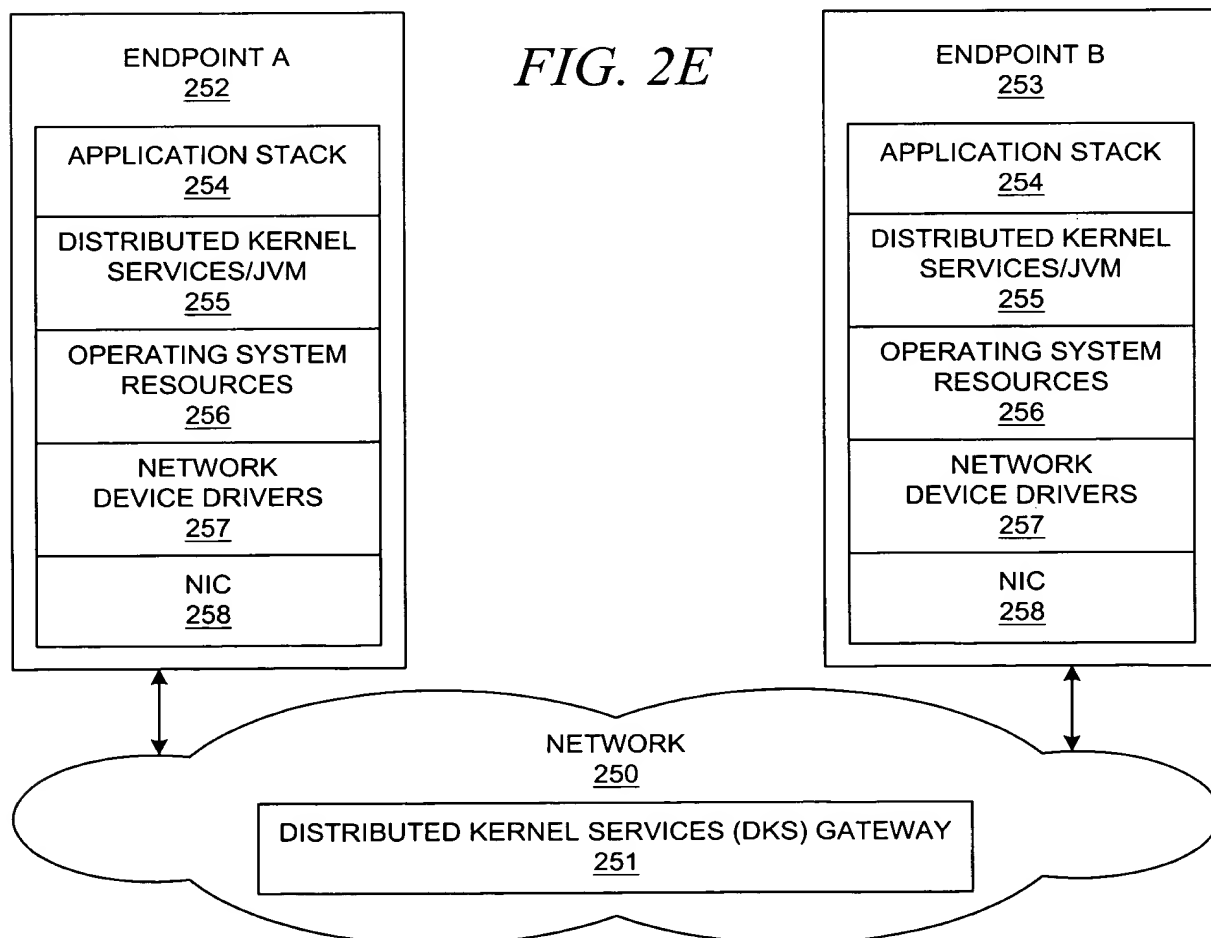 FIG. 2E
ENDPOINT A
252
APPLICATION STACK
254
DISTRIBUTED KERNEL
SERVICES/JVM
255
OPERATING SYSTEM
RESOURCES
256
NETWORK
DEVICE DRIVERS
257
NIC
258
ENDPOINT B
253
APPLICATION STACK
254
DISTRIBUTED KERNEL
SERVICES/JVM
255
OPERATING SYSTEM
RESOURCES
256
NETWORK
DEVICE DRIVERS
257
NIC
258
NETWORK
250
DISTRIBUTED KERNEL SERVICES (DKS) GATEWAY
251